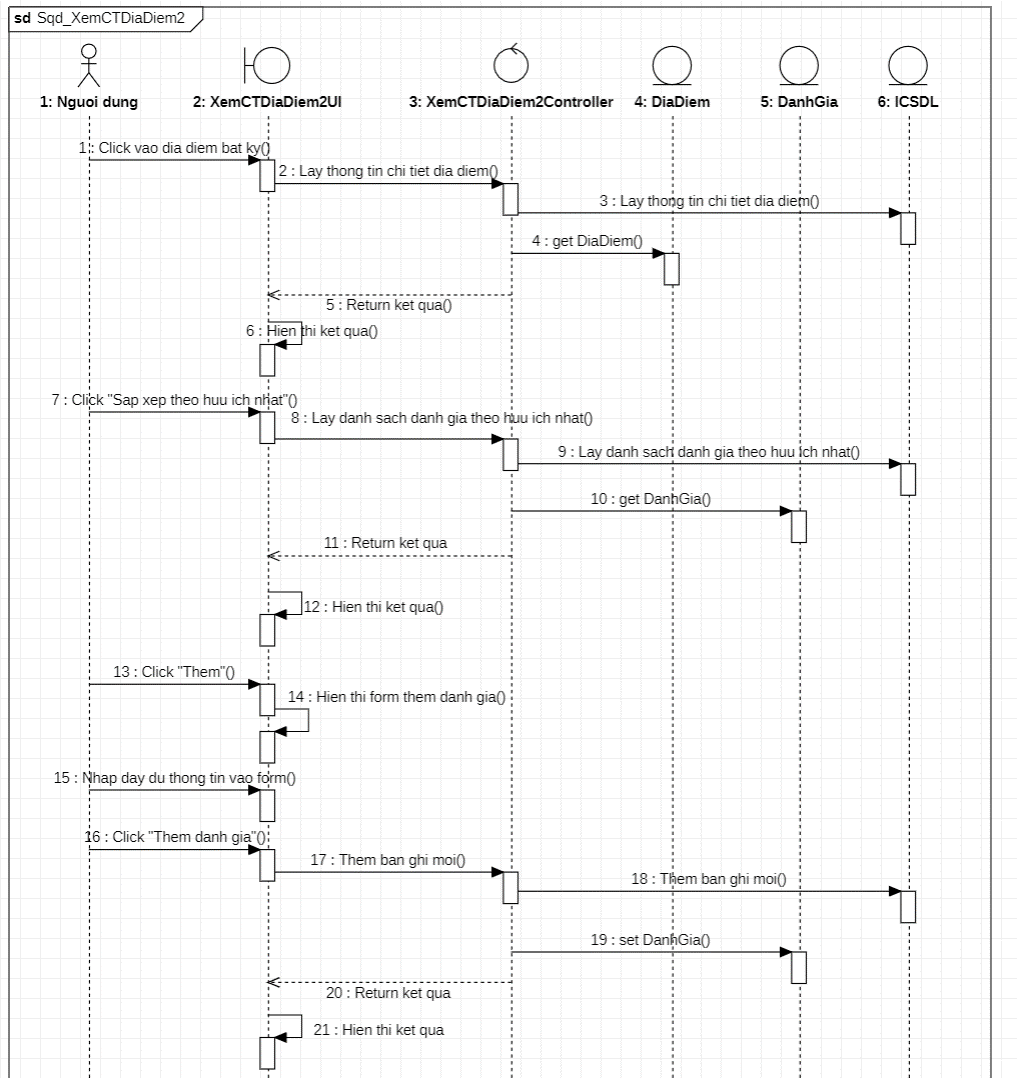 sd Sqd_XemCTDiaDiem2
1: Nguoi dung
2: XemCTDiaDiem2UI
3: XemCTDiaDiem2Controller
4: DiaDiem
5: DanhGia
6: ICSDL
1 : Click vao dia diem bat ky()
2 : Lay thong tin chi tiet dia diem()
3 : Lay thong tin chi tiet dia diem()
4 : get DiaDiem()
5 : Return ket qua()
6 : Hien thi ket qua()
7 : Click "Sap xep theo huu ich nhat"()
8 : Lay danh sach danh gia theo huu ich nhat()
9 : Lay danh sach danh gia theo huu ich nhat()
10 : get DanhGia()
11 : Return ket qua
12 : Hien thi ket qua()
13 : Click "Them"()
14 : Hien thi form them danh gia()
15 : Nhap day du thong tin vao form()
16 : Click "Them danh gia"()
17 : Them ban ghi moi()
18 : Them ban ghi moi()
19 : set DanhGia()
20 : Return ket qua
21 : Hien thi ket qua